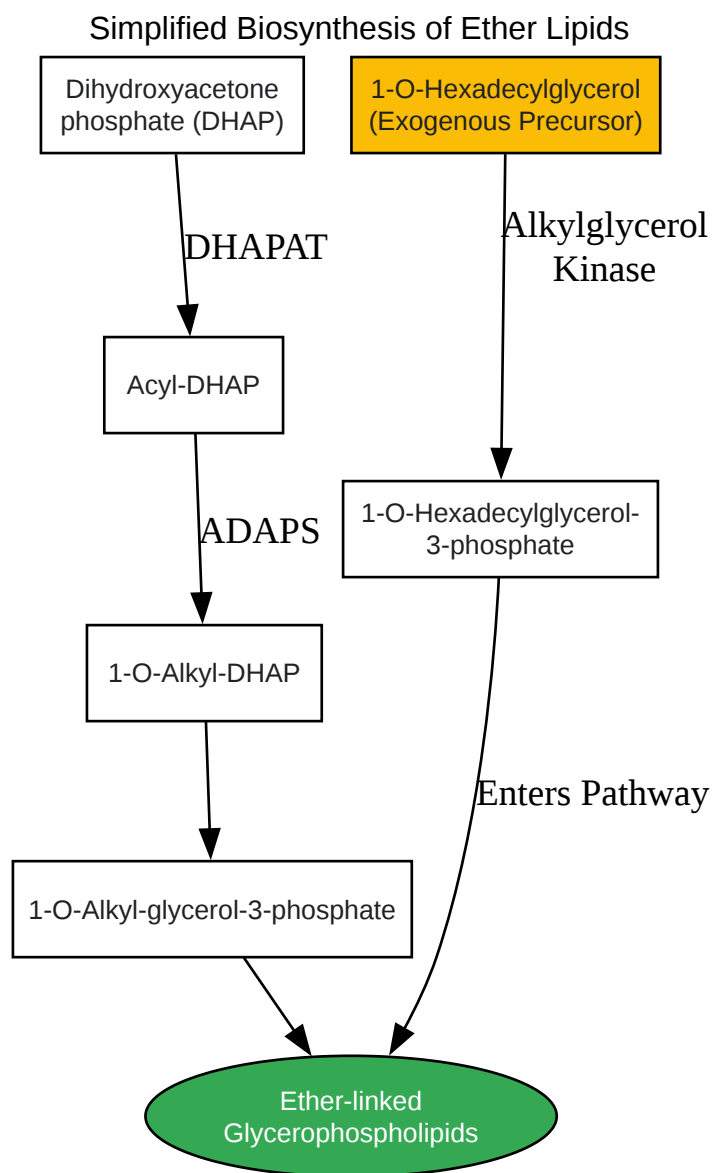 Simplified Biosynthesis of Ether Lipids
Dihydroxyacetone
phosphate (DHAP)
1-O-Hexadecylglycerol
(Exogenous Precursor)
DHAPAT
Alkylglycerol
Kinase
Acyl-DHAP
1-O-Hexadecylglycerol-
3-phosphate
ADAPS
1-O-Alkyl-DHAP
Enters Pathway
1-O-Alkyl-glycerol-3-phosphate
Ether-linked
Glycerophospholipids